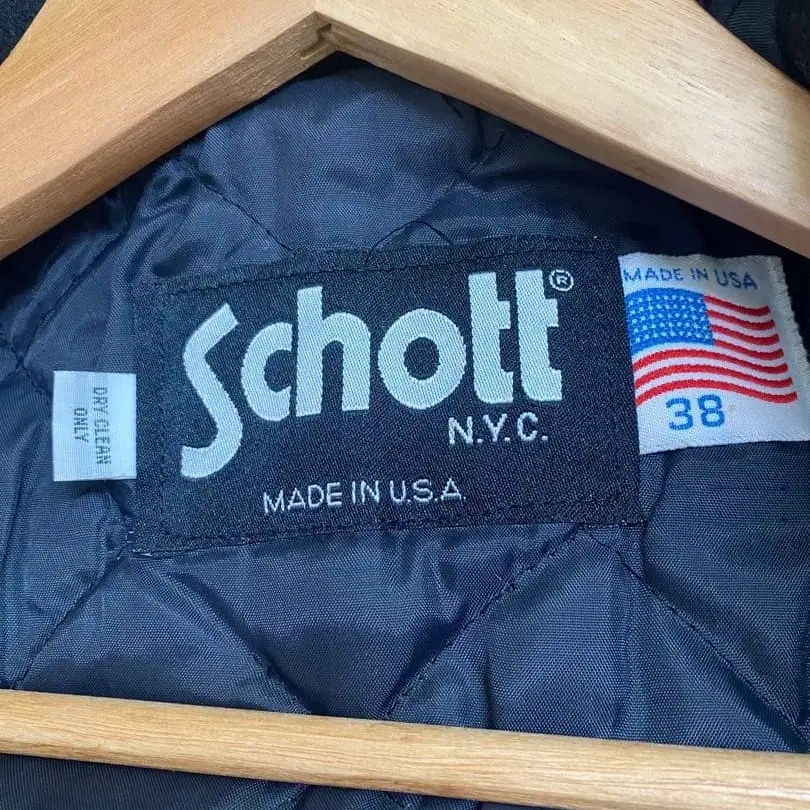 Schott®
N.Y.C.
MADE IN U.S.A.
MADE IN USA
38
DRY CLEAN
ONLY